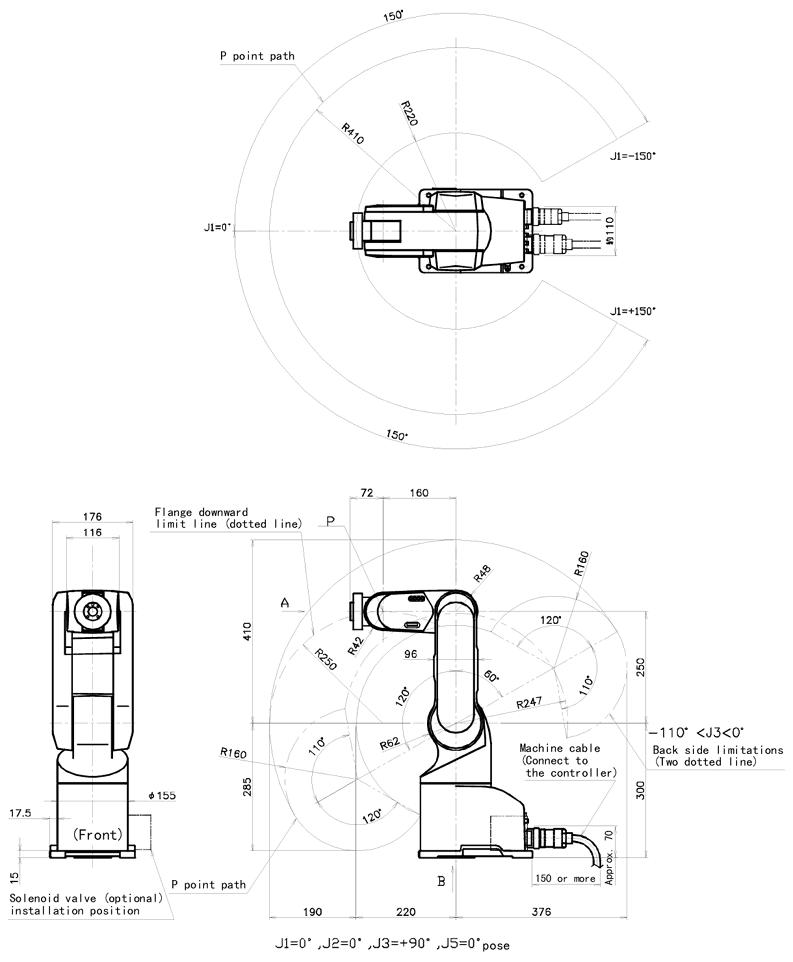 150°
P point path
R220
R410
J1=-150°
J1=0°
約110
J1=+150°
150°
72
160
Flange downward
limit line (dotted line)
P
176
116
R48
R160
A
410
R42
120°
96
R250
60°
110°
250
120°
R247
-110° <J3<0°
Back side limitations
(Two dotted line)
R62
110°
R160
Machine cable
(Connect to
the controller)
285
300
φ155
17.5
(Front)
120°
Approx. 70
15
P point path
B
150 or more
Solenoid valve (optional)
installation position
190
220
376
J1=0° ,J2=0° ,J3=+90° ,J5=0° pose